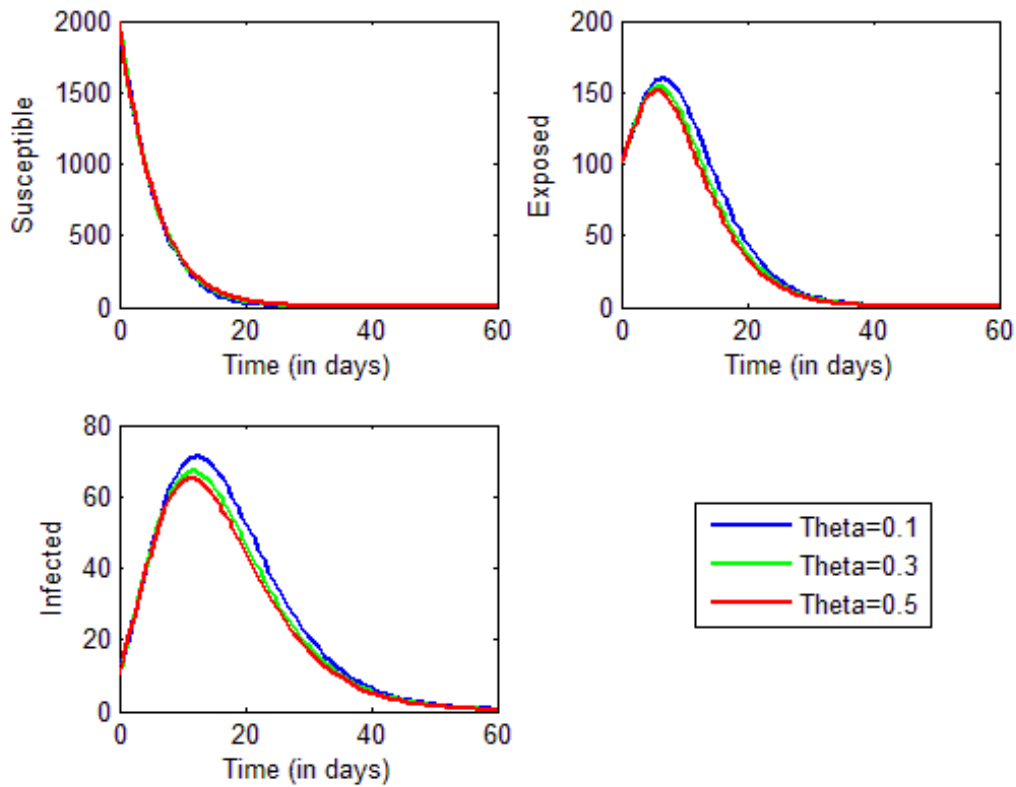 2000
1500
1000
500
0
Susceptible
0 20 40 60
Time (in days)
200
150
100
50
0
Exposed
0 20 40 60
Time (in days)
80
60
40
20
0
Infected
0 20 40 60
Time (in days)
Theta=0.1
Theta=0.3
Theta=0.5